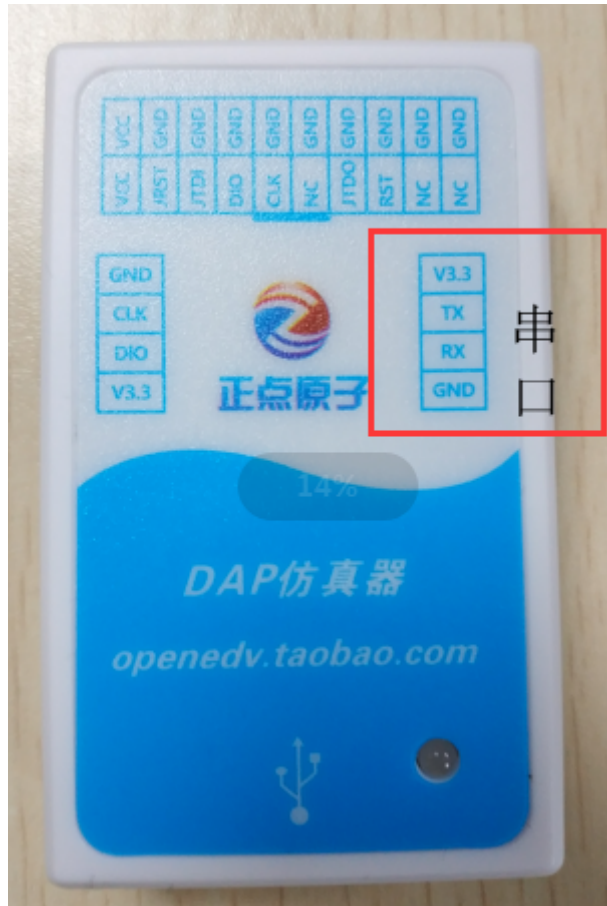 VCC GND GND GND GND GND GND GND GND GND
VCC JRST JTDI DIO CLK NC JTDO RST NC NC
GND
CLK
DIO
V3.3
V3.3
TX
RX
GND
串
口
正点原子
14%
DAP仿真器
openedv.taobao.com